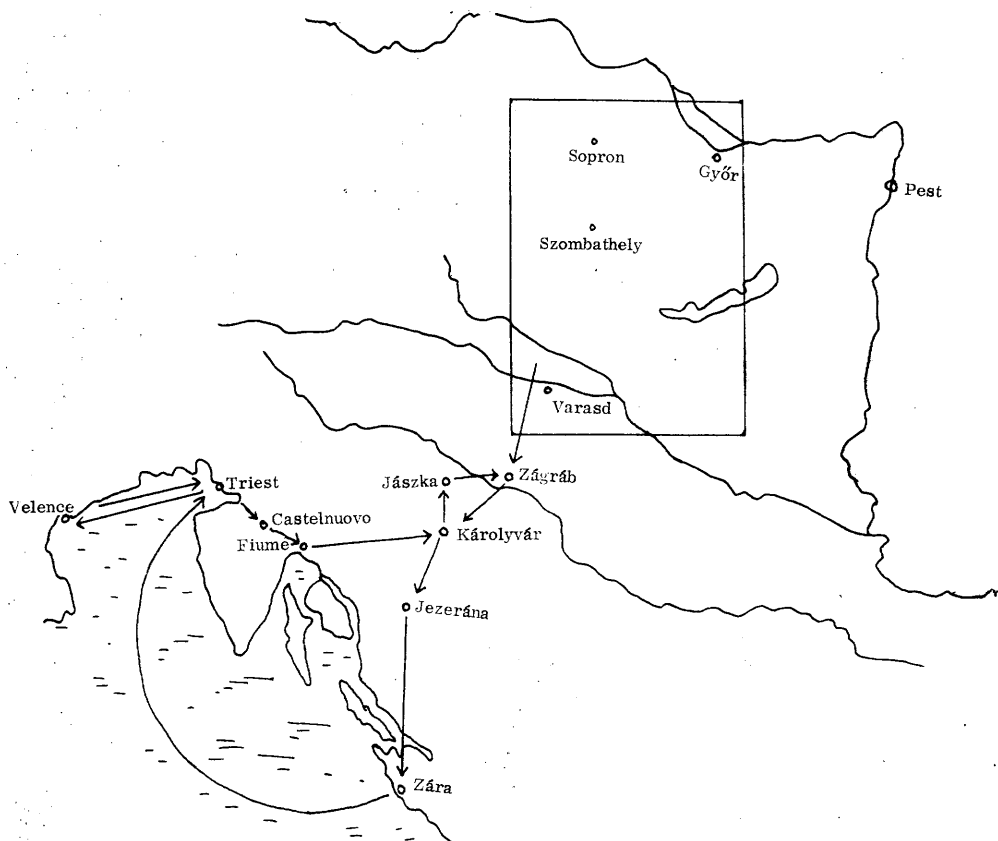 Sopron
Győr
Pest
Szombathely
Varasd
Zágráb
Jászka
Triest
Velence
Castelnuovo
Károlyvár
Fiume
Jezerána
Zára